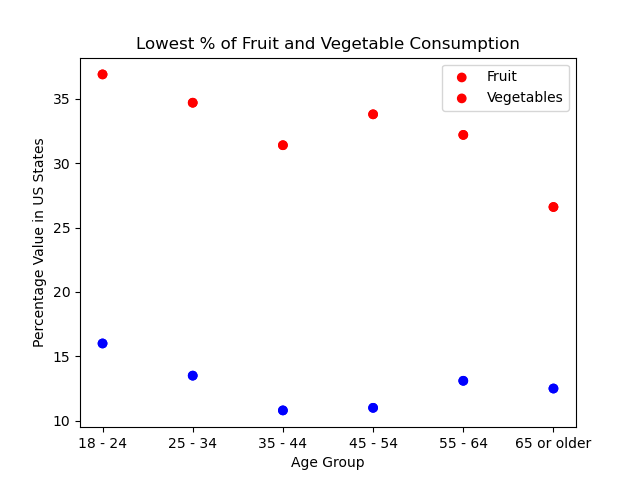 Lowest % of Fruit and Vegetable Consumption
Fruit
Vegetables
Percentage Value in US States
35
30
25
20
15
10
18 - 24
25 - 34
35 - 44
45 - 54
55 - 64
65 or older
Age Group